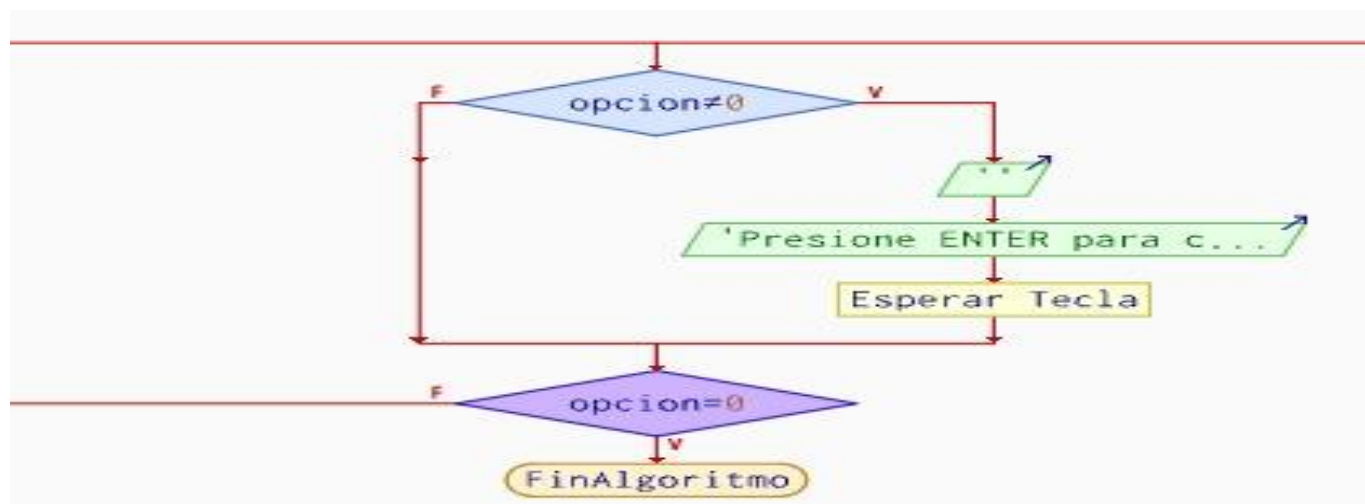 F
opcion≠0
V
''
'Presione ENTER para c...
Esperar Tecla
F
opcion=0
V
FinAlgoritmo